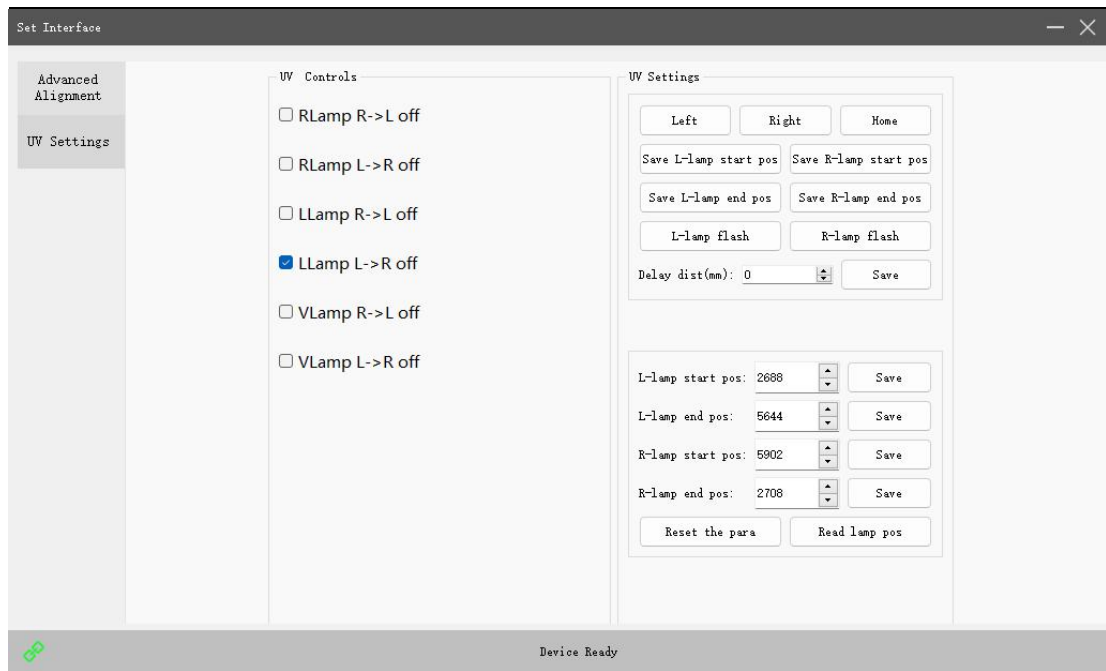 Set Interface
Advanced
Alignment
UV Settings
UV Controls
RLamp R->L off
RLamp L->R off
LLamp R->L off
LLamp L->R off
VLamp R->L off
VLamp L->R off
UV Settings
Left Right Home
Save L-lamp start pos Save R-lamp start pos
Save L-lamp end pos Save R-lamp end pos
L-lamp flash R-lamp flash
Delay dist(mm): 0 Save
L-lamp start pos: 2688 Save
L-lamp end pos: 5644 Save
R-lamp start pos: 5902 Save
R-lamp end pos: 2708 Save
Reset the para Read lamp pos
Device Ready